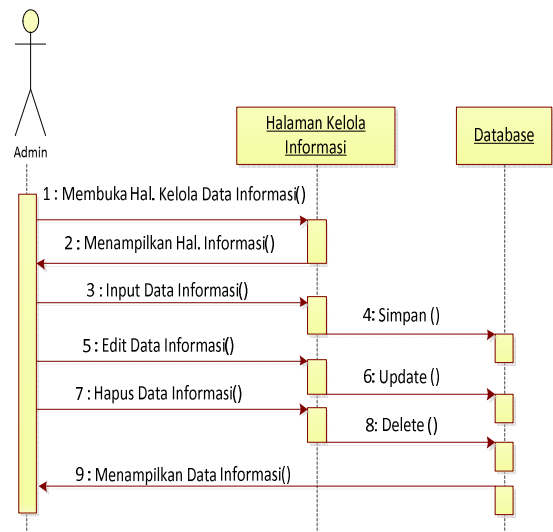 Admin
Halaman Kelola
Informasi
Database
1 : Membuka Hal. Kelola Data Informasi()
2 : Menampilkan Hal. Informasi()
3 : Input Data Informasi()
4: Simpan ()
5 : Edit Data Informasi()
6: Update ()
7 : Hapus Data Informasi()
8: Delete ()
9 : Menampilkan Data Informasi()